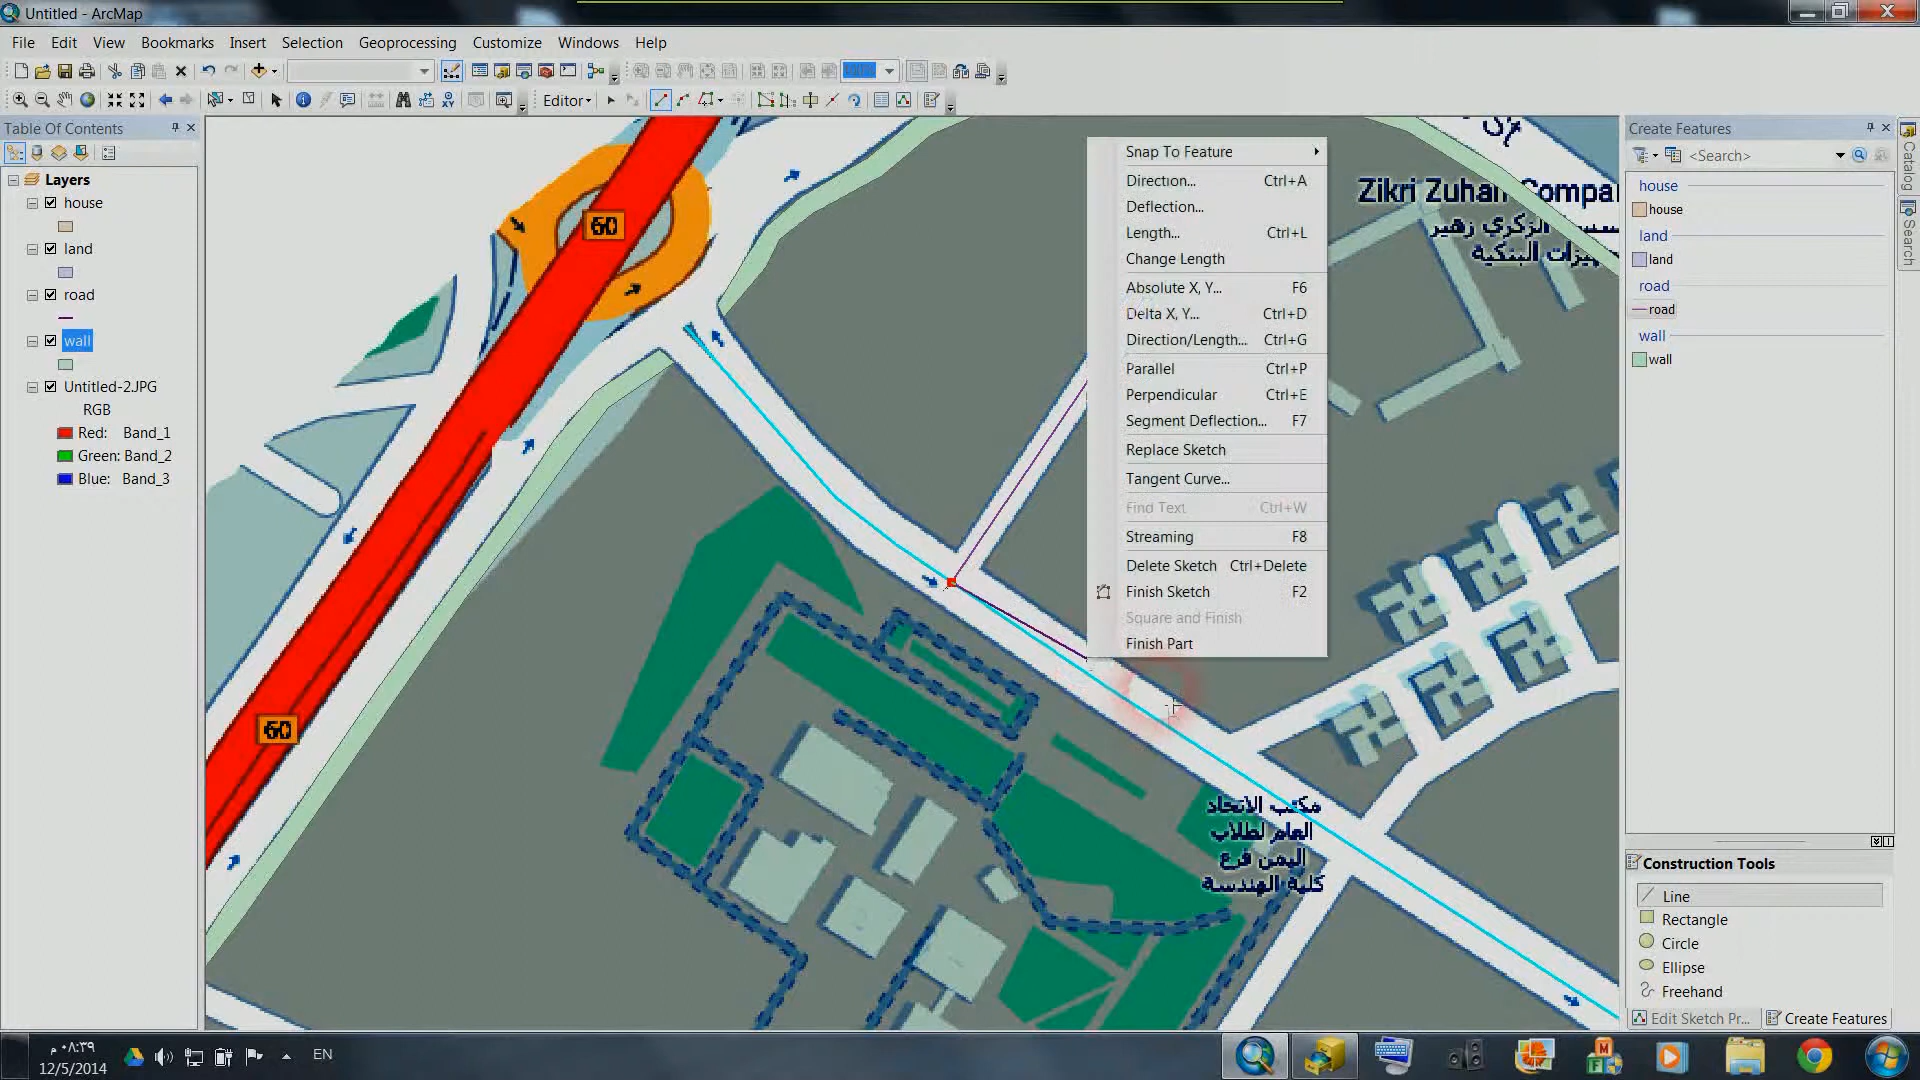 Untitled - ArcMap
File Edit View Bookmarks Insert Selection Geoprocessing Customize Windows Help
Editor
Table Of Contents
Layers
house
land
road
wall
Untitled-2.JPG
RGB
Red: Band_1
Green: Band_2
Blue: Band_3
60
60
Zikri Zuhan Compa
الزكري زهير
البنكية
مكتب الاتحاد
العام لطلاب
اليمن فرع
كلية الهندسة
Snap To Feature
Direction... Ctrl+A
Deflection...
Length... Ctrl+L
Change Length
Absolute X, Y... F6
Delta X, Y... Ctrl+D
Direction/Length... Ctrl+G
Parallel Ctrl+P
Perpendicular Ctrl+E
Segment Deflection... F7
Replace Sketch
Tangent Curve...
Find Text Ctrl+W
Streaming F8
Delete Sketch Ctrl+Delete
Finish Sketch F2
Square and Finish
Finish Part
Create Features
<Search>
house
house
land
land
road
road
wall
wall
Construction Tools
Line
Rectangle
Circle
Ellipse
Freehand
Edit Sketch Pr...
Create Features
Catalog
Search
٠٨:٣٩ م
12/5/2014
EN